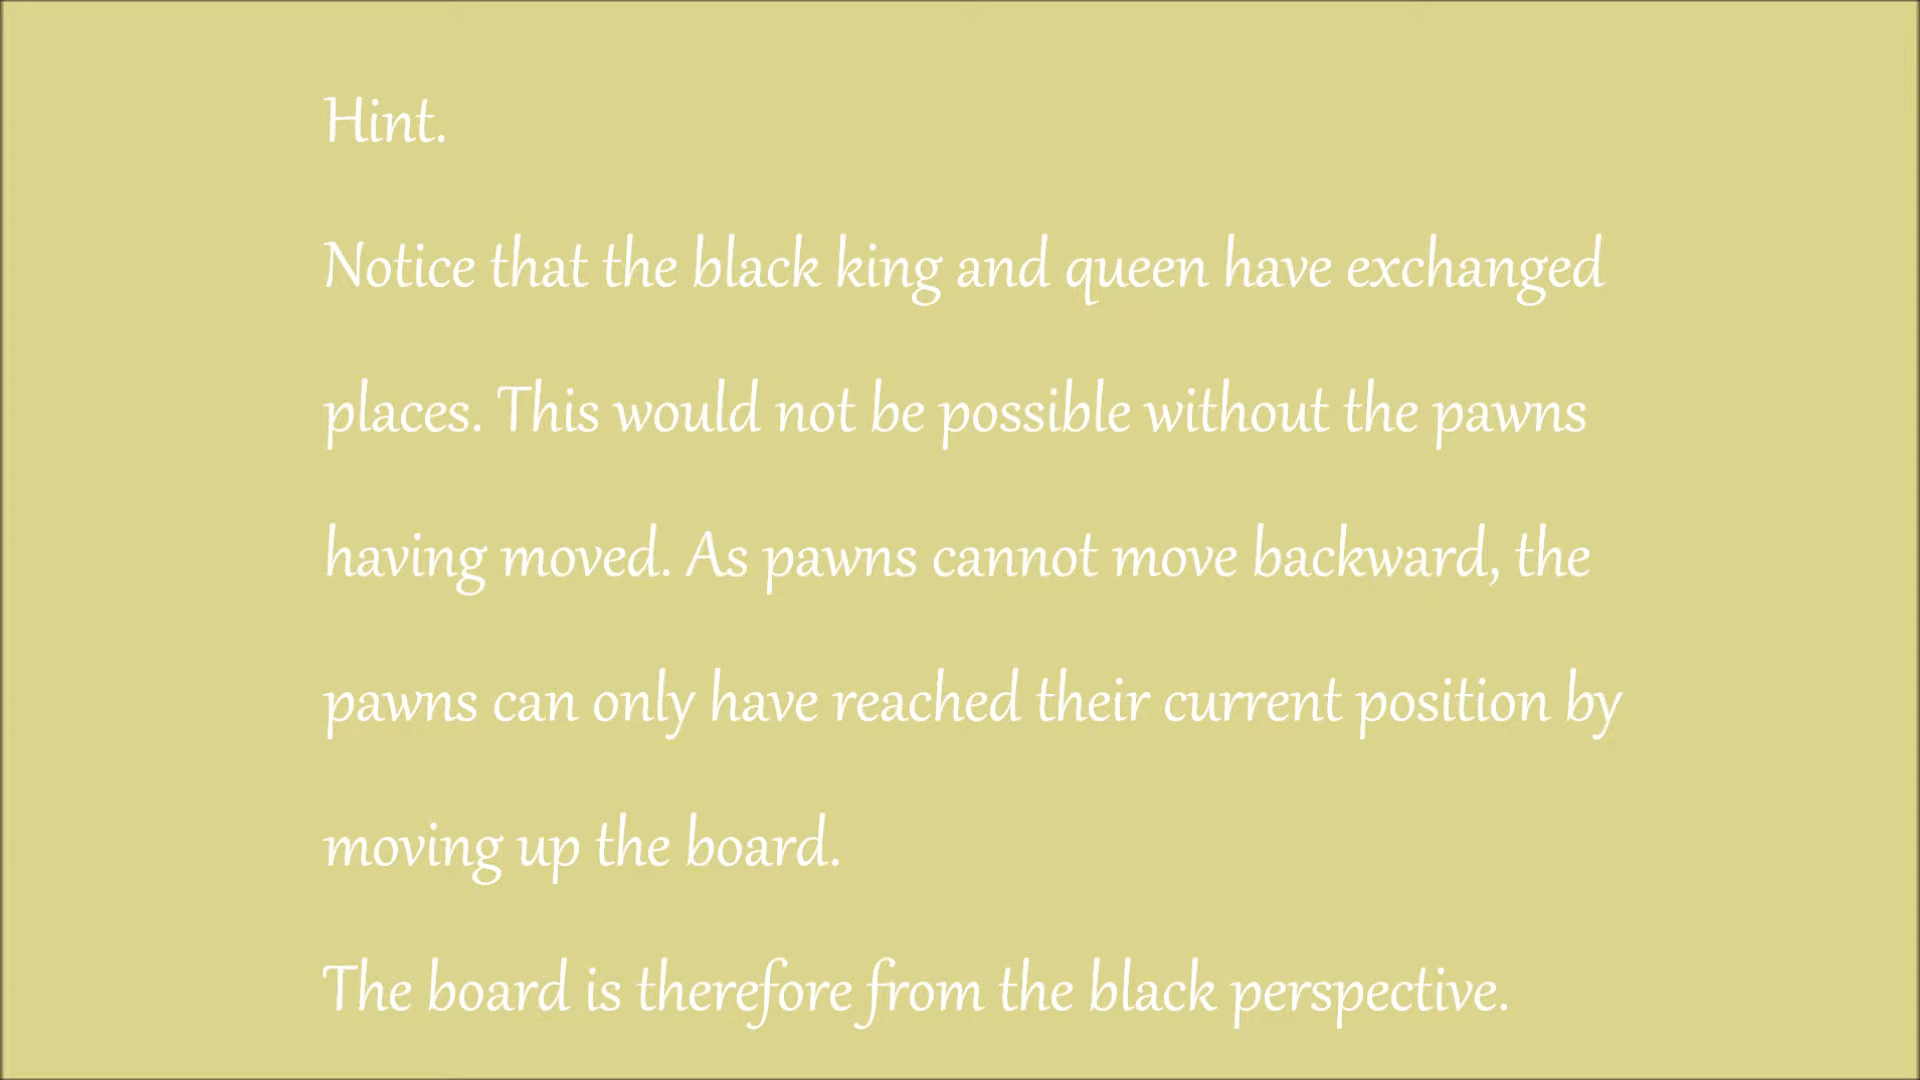 Hint.
Notice that the black king and queen have exchanged
places. This would not be possible without the pawns
having moved. As pawns cannot move backward, the
pawns can only have reached their current position by
moving up the board.
The board is therefore from the black perspective.